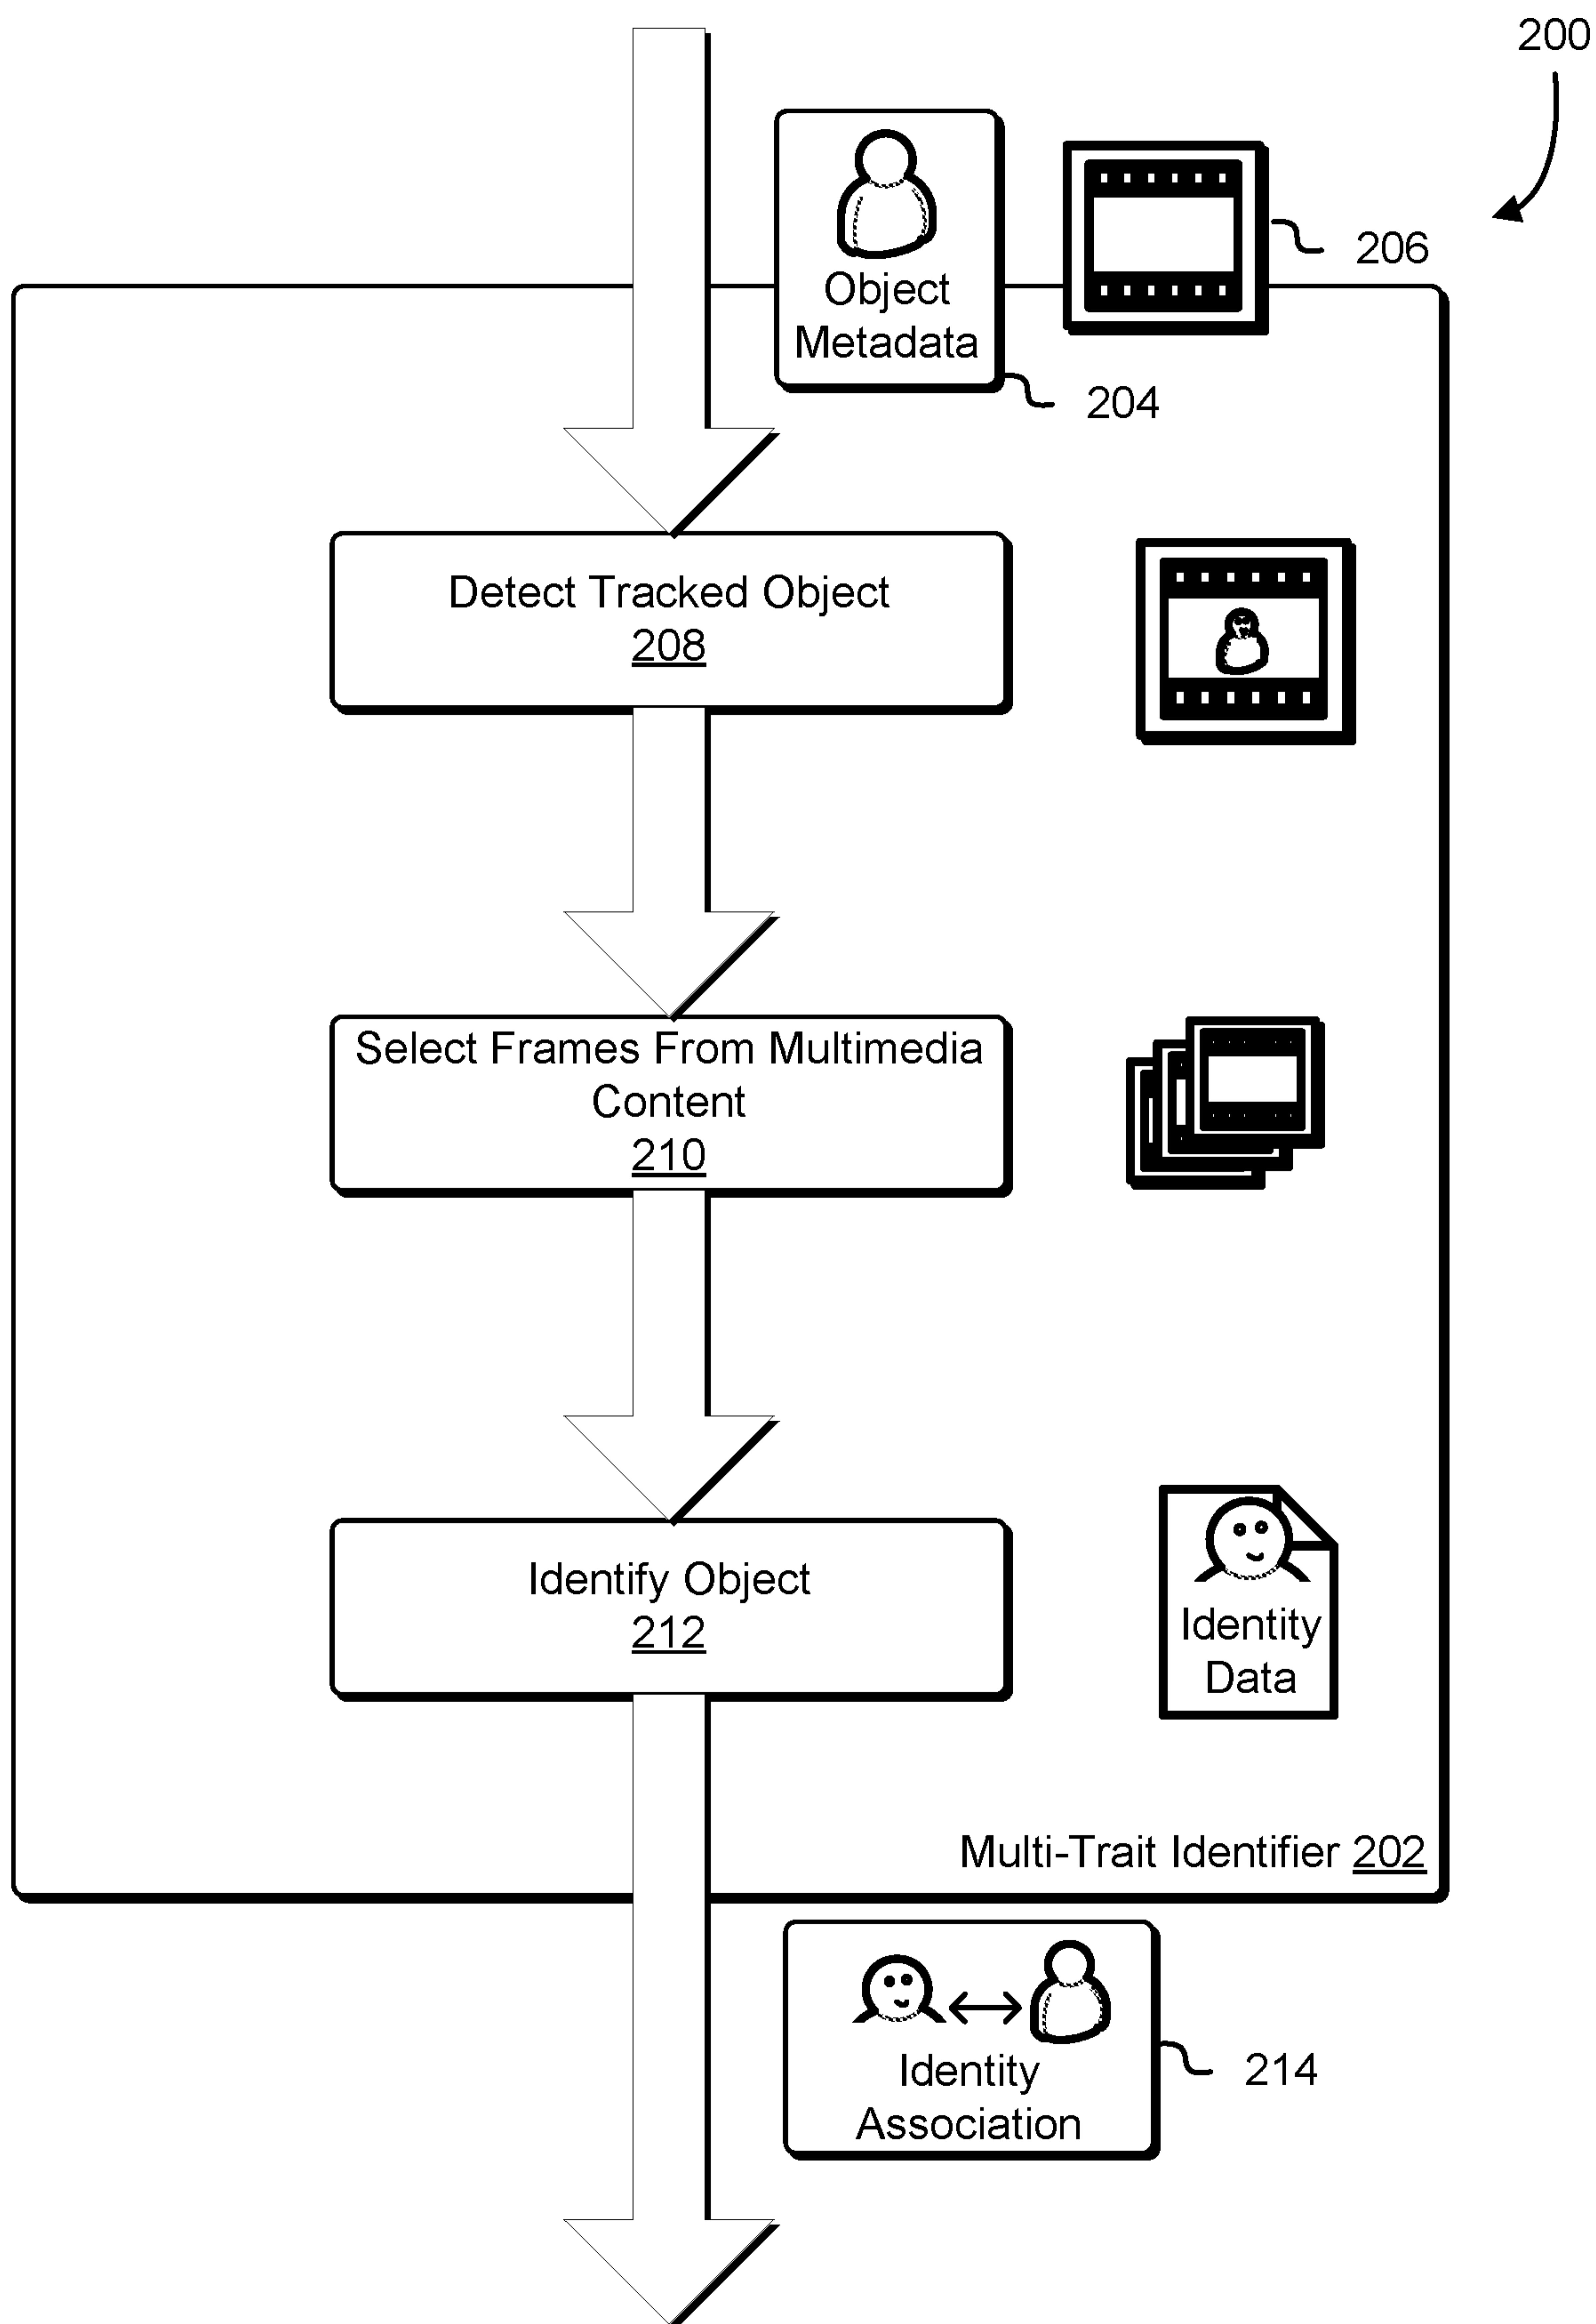 200
Object
Metadata
206
204
Detect Tracked Object
208
Select Frames From Multimedia
Content
210
Identify Object
212
Identity
Data
Multi-Trait Identifier 202
Identity
Association
214